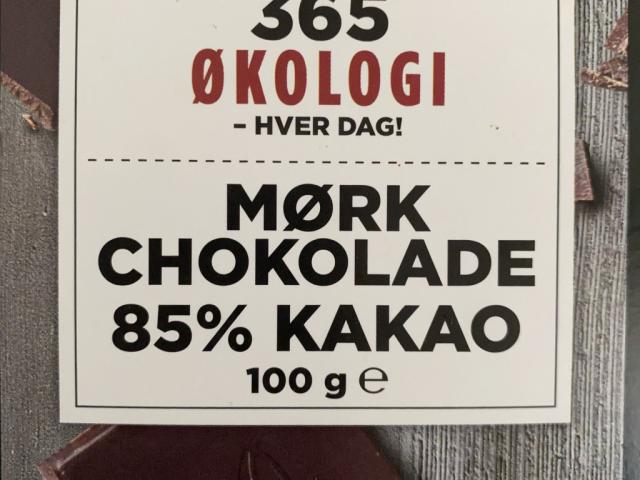 365
ØKOLOGI
– HVER DAG!
MØRK
CHOKOLADE
85% KAKAO
100 g ℮